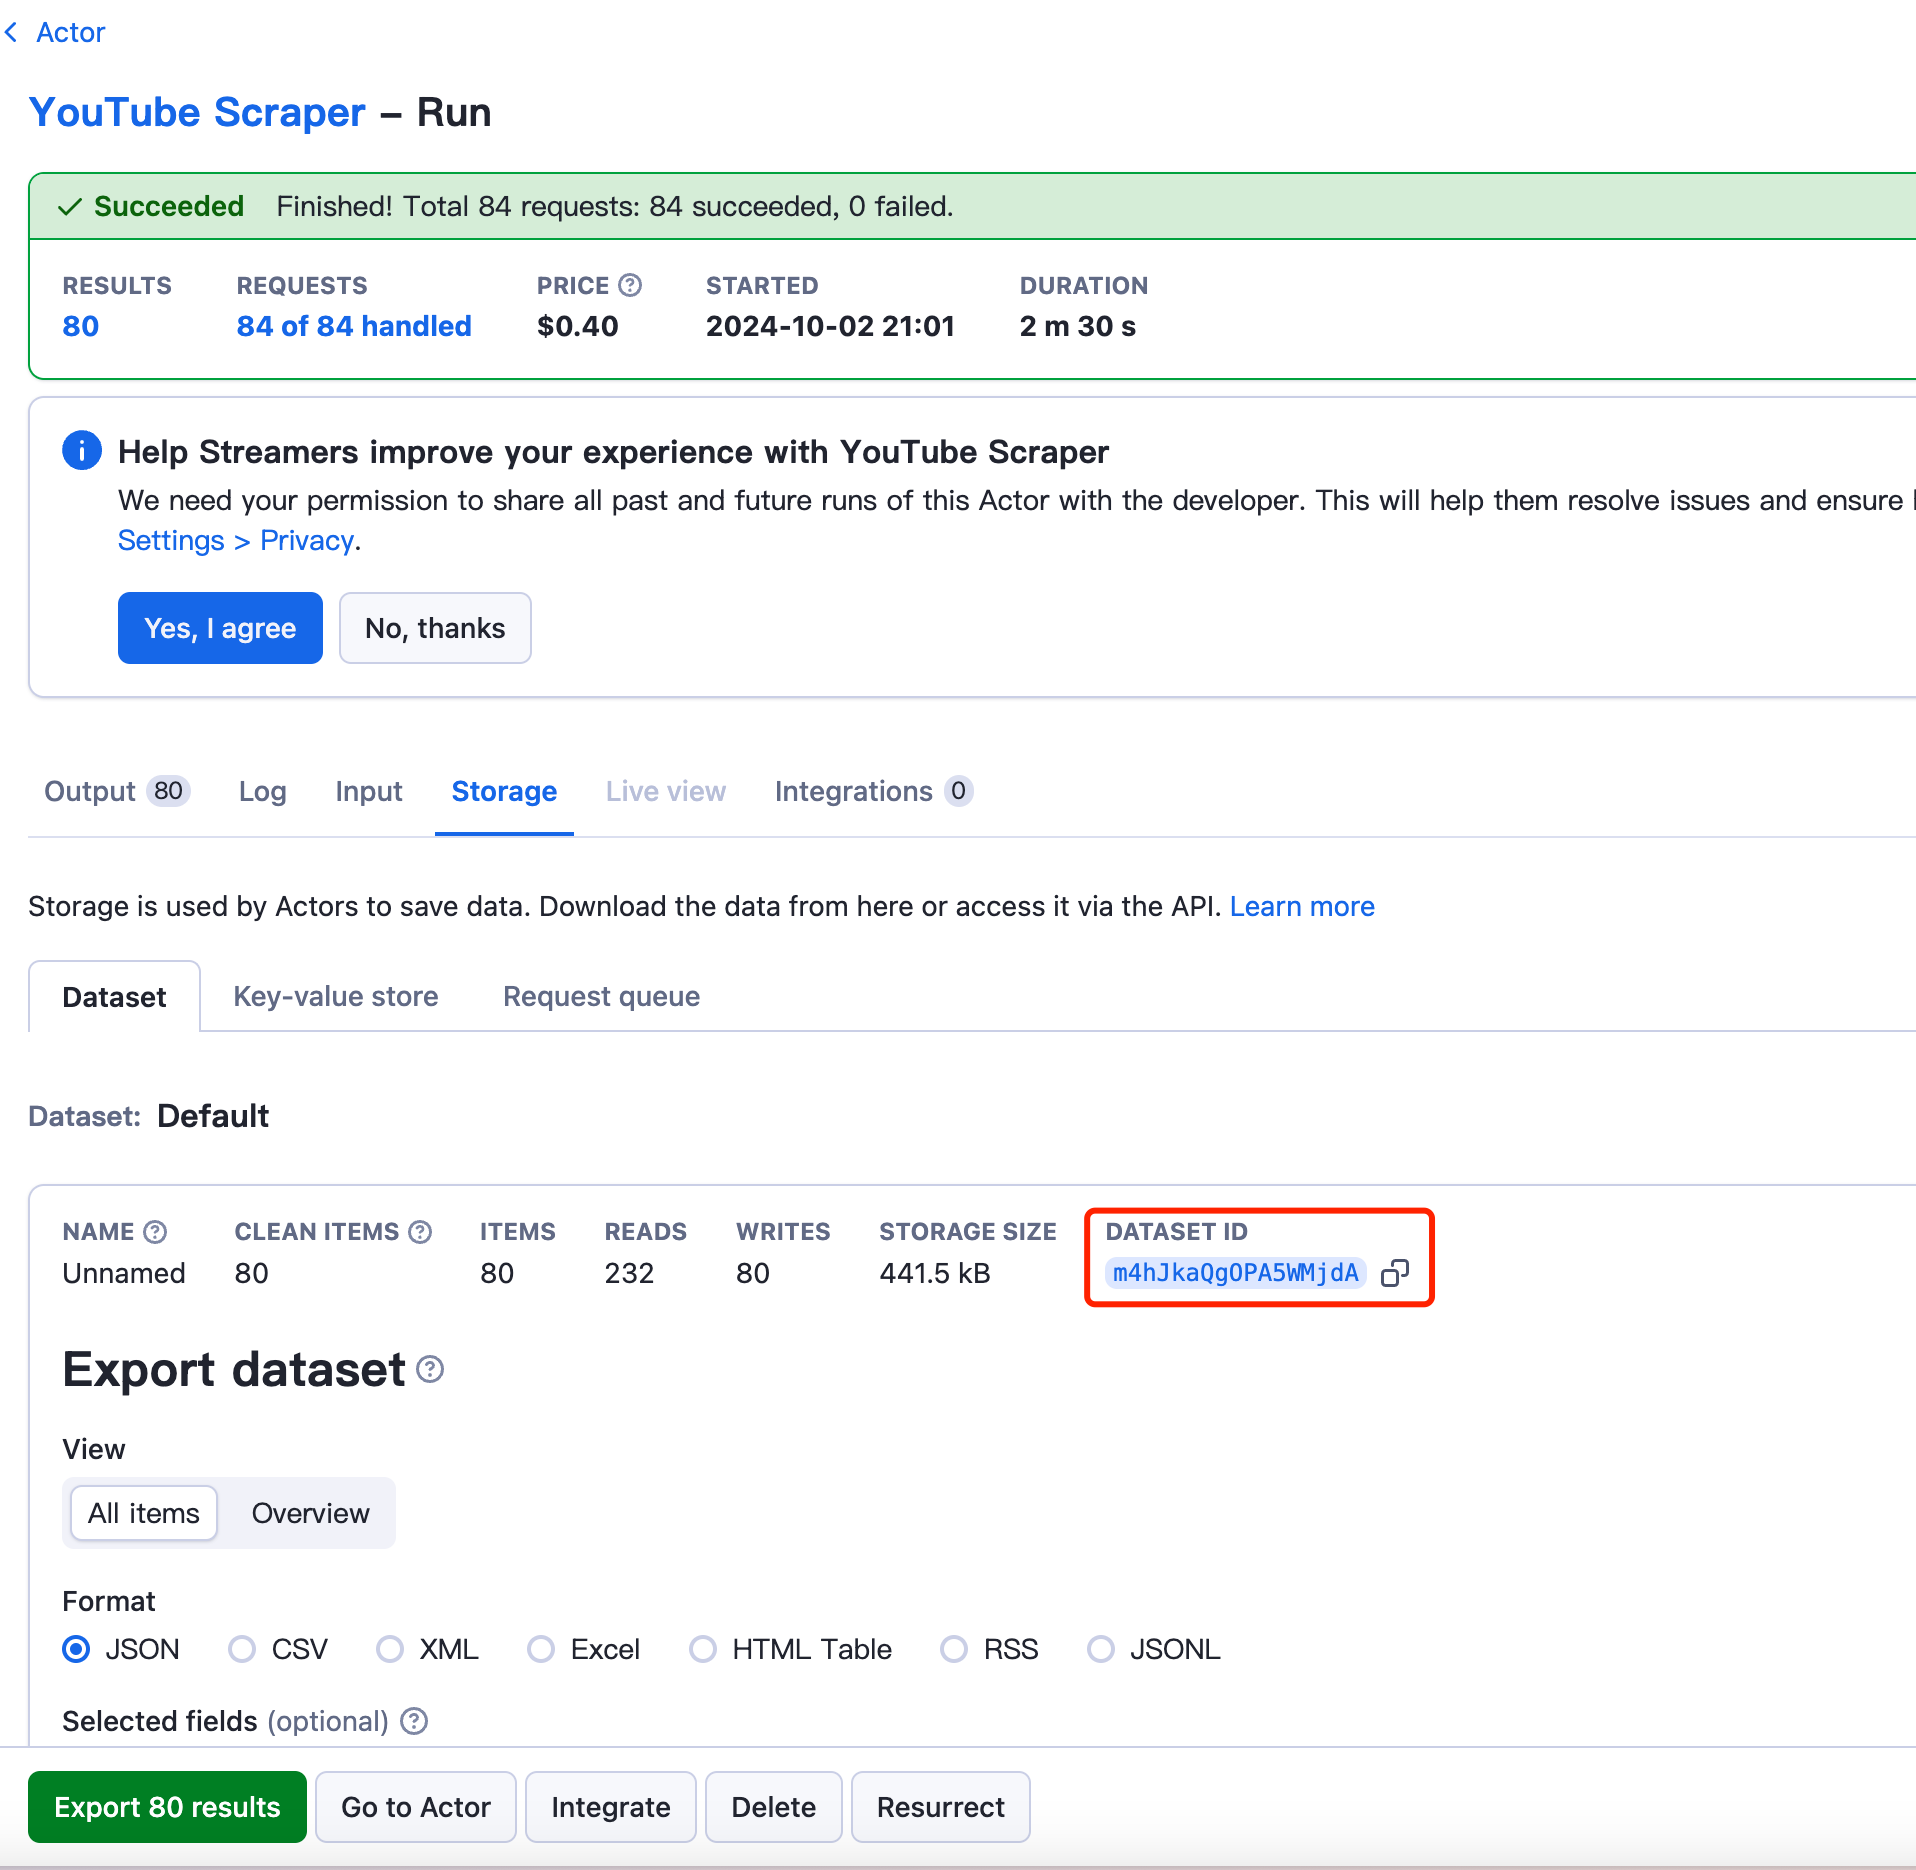 Actor
YouTube Scraper – Run
Succeeded Finished! Total 84 requests: 84 succeeded, 0 failed.
RESULTS REQUESTS PRICE STARTED DURATION
80 84 of 84 handled $0.40 2024-10-02 21:01 2 m 30 s
Help Streamers improve your experience with YouTube Scraper
We need your permission to share all past and future runs of this Actor with the developer. This will help them resolve issues and ensure
Settings > Privacy.
Yes, I agree No, thanks
Output 80 Log Input Storage Live view Integrations 0
Storage is used by Actors to save data. Download the data from here or access it via the API. Learn more
Dataset Key-value store Request queue
Dataset: Default
NAME CLEAN ITEMS ITEMS READS WRITES STORAGE SIZE DATASET ID
Unnamed 80 80 232 80 441.5 kB m4hJkaQgOPA5WMjdA
Export dataset
View
All items Overview
Format
JSON CSV XML Excel HTML Table RSS JSONL
Selected fields (optional)
Export 80 results Go to Actor Integrate Delete Resurrect